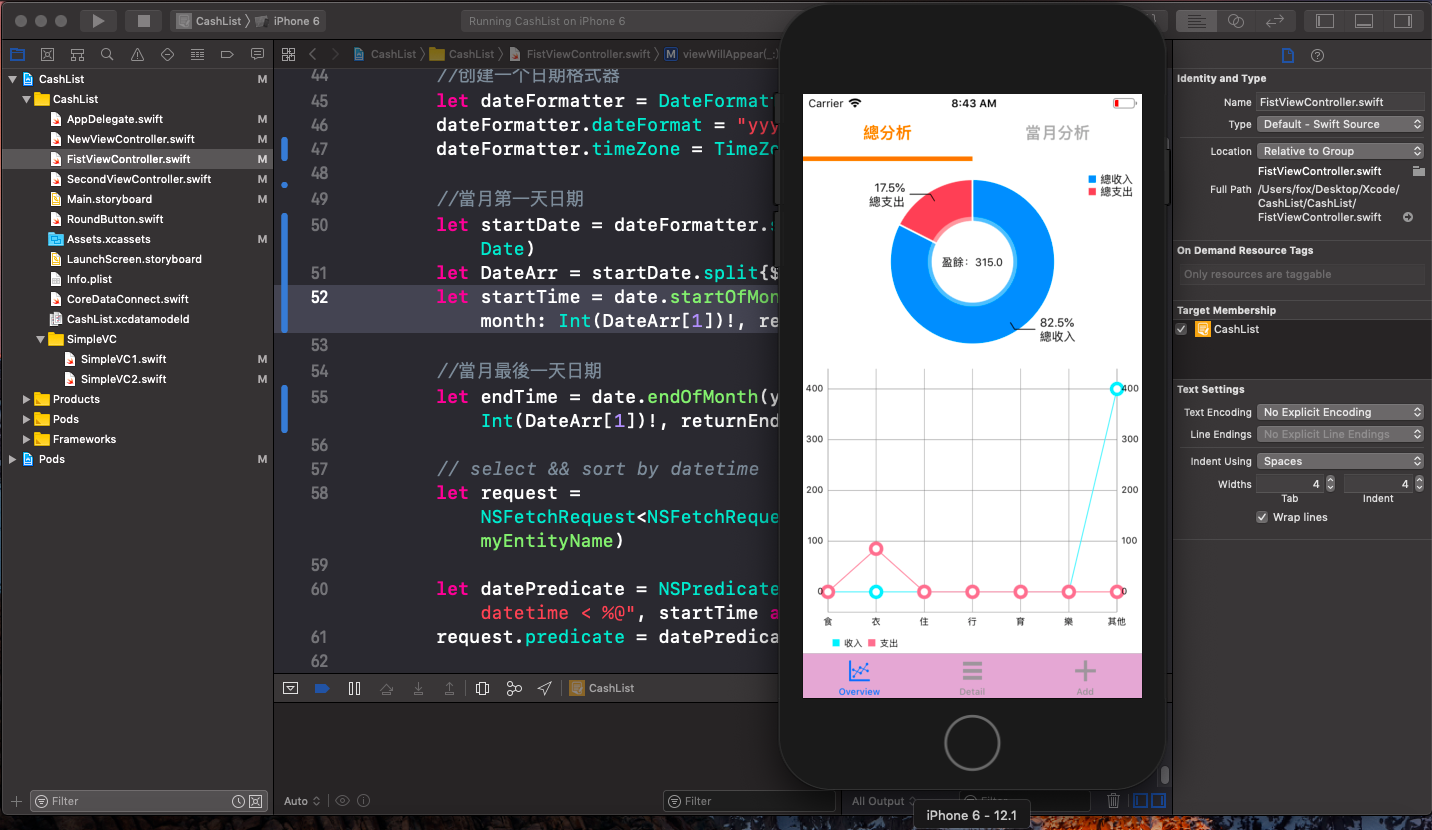 CashList
iPhone 6
Running CashList on iPhone 6
CashList M
CashList
AppDelegate.swift M
NewViewController.swift M
FistViewController.swift M
SecondViewController.swift M
Main.storyboard M
RoundButton.swift
Assets.xcassets M
LaunchScreen.storyboard
Info.plist
CoreDataConnect.swift
CashList.xcdatamodeld
SimpleVC
SimpleVC1.swift M
SimpleVC2.swift M
Products
Pods
Frameworks
Pods M
Filter
CashList CashList FistViewController.swift M viewWillAppear(_:)
44 //创建一个日期格式器
45 let dateFormatter = DateFormatt
46 dateFormatter.dateFormat = "yyy
47 dateFormatter.timeZone = TimeZo
48
49 //當月第一天日期
50 let startDate = dateFormatter.
Date)
51 let DateArr = startDate.split{$
52 let startTime = date.startOfMon
month: Int(DateArr[1])!, re
53
54 //當月最後一天日期
55 let endTime = date.endOfMonth(y
Int(DateArr[1])!, returnEnd
56
57 // select && sort by datetime
58 let request =
NSFetchRequest<NSFetchReque
myEntityName)
59
60 let datePredicate = NSPredicate
datetime < %@", startTime a
61 request.predicate = datePredica
62
CashList
Auto
Filter
All Output
Carrier 8:43 AM
總分析 當月分析
總收入
總支出
17.5%
總支出
盈餘：315.0
82.5%
總收入
400 400
300 300
200 200
100 100
0 0
食 衣 住 行 育 樂 其他
收入 支出
Overview Detail Add
iPhone 6 - 12.1
Identity and Type
Name FistViewController.swift
Type Default - Swift Source
Location Relative to Group
FistViewController.swift
Full Path /Users/fox/Desktop/Xcode/
CashList/CashList/
FistViewController.swift
On Demand Resource Tags
Only resources are taggable
Target Membership
CashList
Text Settings
Text Encoding No Explicit Encoding
Line Endings No Explicit Line Endings
Indent Using Spaces
Widths 4 4
Tab Indent
Wrap lines